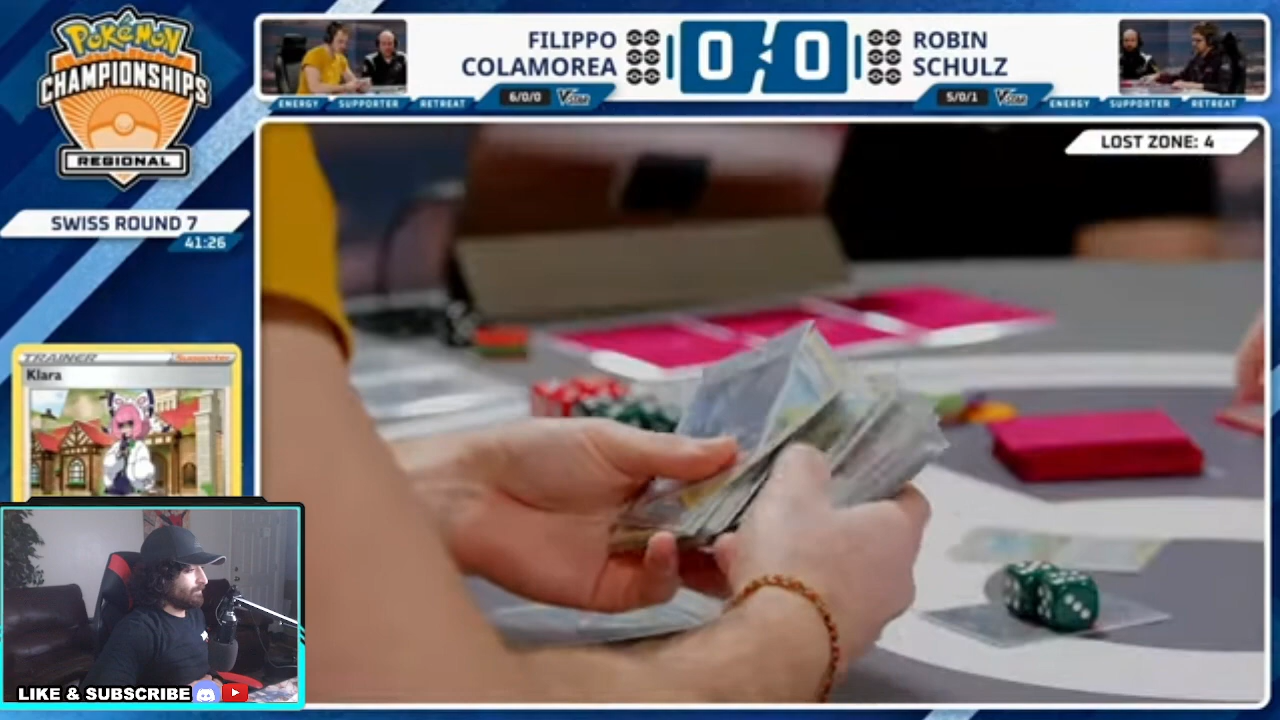 POKÉMON
CHAMPIONSHIPS
REGIONAL
SWISS ROUND 7
41:26
FILIPPO
COLAMOREA
0 0
ROBIN
SCHULZ
ENERGY SUPPORTER RETREAT
6/0/0 VSTAR
5/0/1 VSTAR
ENERGY SUPPORTER RETREAT
LOST ZONE: 4
TRAINER Supporter
Klara
LIKE & SUBSCRIBE